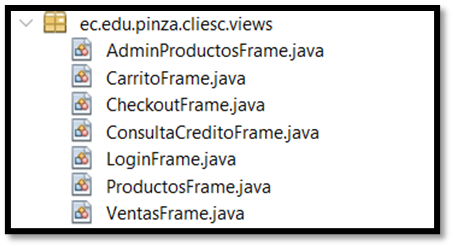 ec.edu.pinza.cliesc.views
AdminProductosFrame.java
CarritoFrame.java
CheckoutFrame.java
ConsultaCreditoFrame.java
LoginFrame.java
ProductosFrame.java
VentasFrame.java